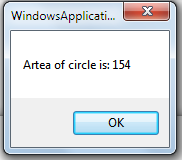 WindowsApplicati...
Artea of circle is: 154
OK